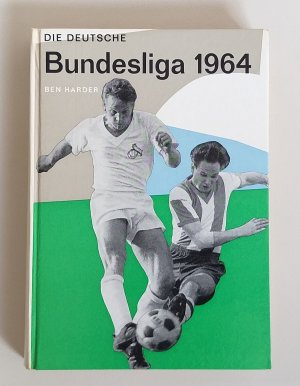 DIE DEUTSCHE
Bundesliga 1964
BEN HARDER